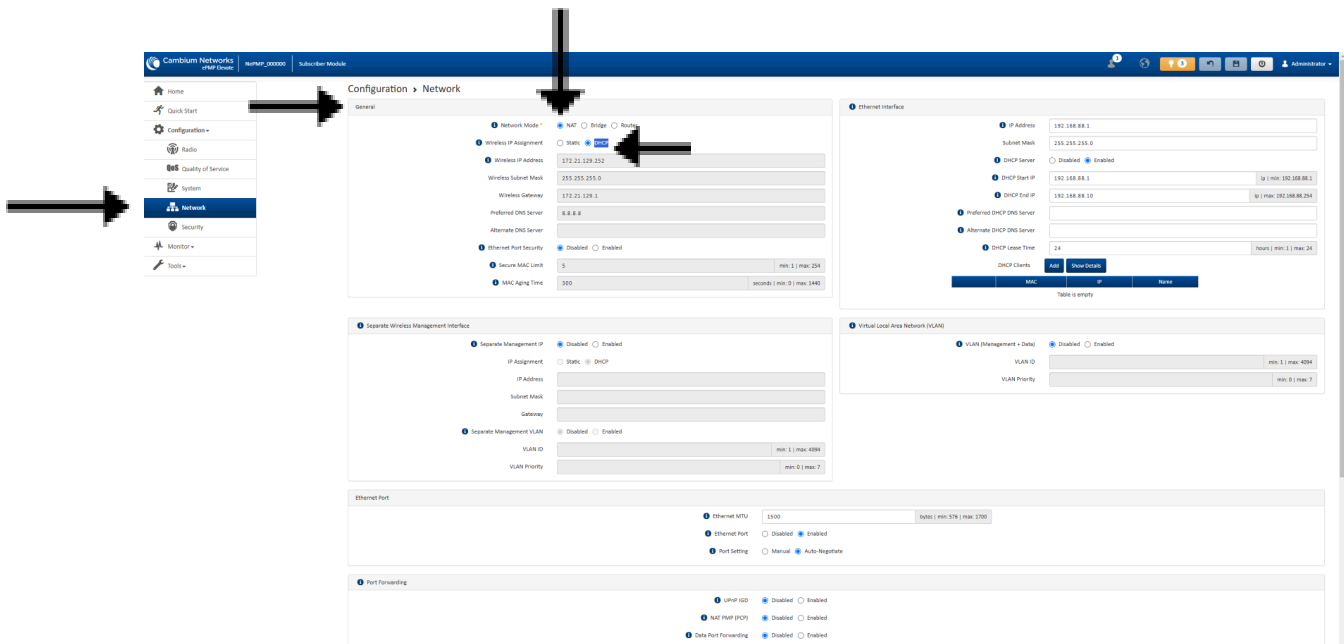 Cambium Networks
ePMP Elevate
NePMP_000000
Subscriber Module
1
3
Administrator
Home
Quick Start
Configuration
Radio
QoS Quality of Service
System
Network
Security
Monitor
Tools
Configuration > Network
General
Network Mode * NAT Bridge Router
Wireless IP Assignment Static DHCP
Wireless IP Address 172.21.129.252
Wireless Subnet Mask 255.255.255.0
Wireless Gateway 172.21.129.1
Preferred DNS Server 8.8.8.8
Alternate DNS Server
Ethernet Port Security Disabled Enabled
Secure MAC Limit 5 min: 1 | max: 254
MAC Aging Time 300 seconds | min: 0 | max: 1440
Ethernet Interface
IP Address 192.168.88.1
Subnet Mask 255.255.255.0
DHCP Server Disabled Enabled
DHCP Start IP 192.168.88.1 ip | min: 192.168.88.1
DHCP End IP 192.168.88.10 ip | max: 192.168.88.254
Preferred DHCP DNS Server
Alternate DHCP DNS Server
DHCP Lease Time 24 hours | min: 1 | max: 24
DHCP Clients Add Show Details
MAC IP Name
Table is empty
Separate Wireless Management Interface
Separate Management IP Disabled Enabled
IP Assignment Static DHCP
IP Address
Subnet Mask
Gateway
Separate Management VLAN Disabled Enabled
VLAN ID min: 1 | max: 4094
VLAN Priority min: 0 | max: 7
Virtual Local Area Network (VLAN)
VLAN (Management + Data) Disabled Enabled
VLAN ID min: 1 | max: 4094
VLAN Priority min: 0 | max: 7
Ethernet Port
Ethernet MTU 1500 bytes | min: 576 | max: 1700
Ethernet Port Disabled Enabled
Port Setting Manual Auto-Negotiate
Port Forwarding
UPnP IGD Disabled Enabled
NAT PMP (PCP) Disabled Enabled
Data Port Forwarding Disabled Enabled